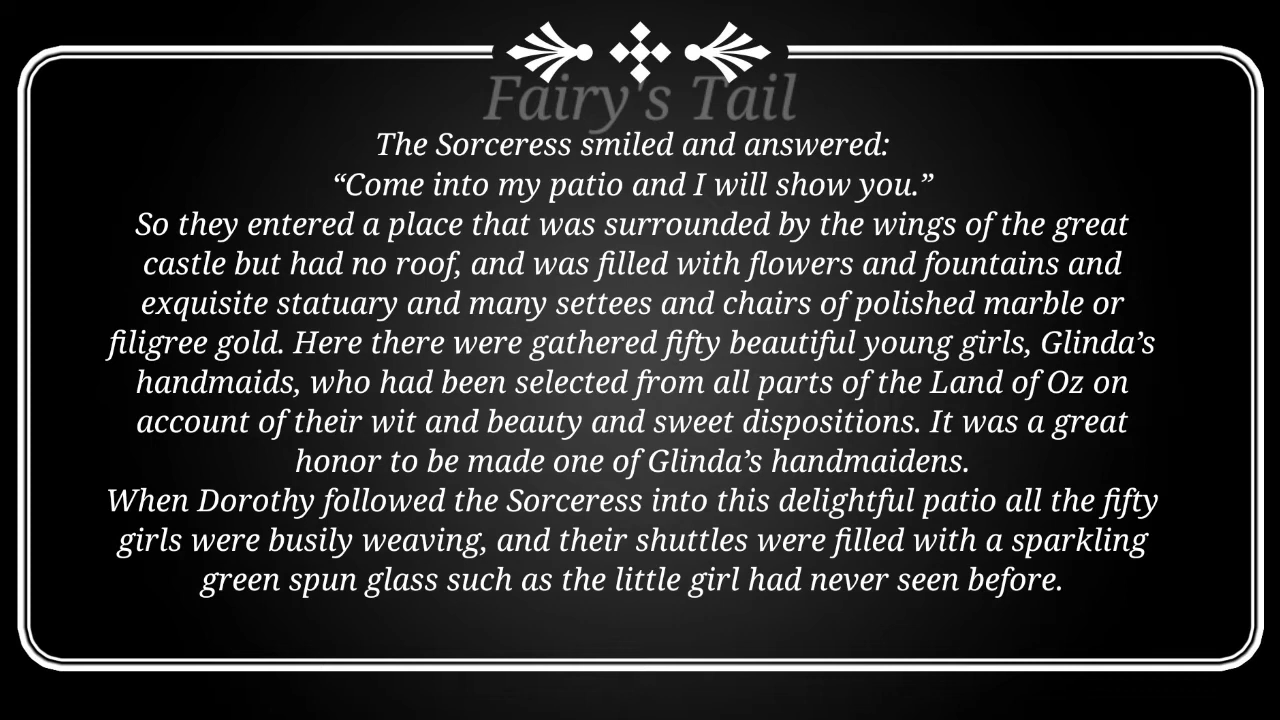 Fairy's Tail
The Sorceress smiled and answered:
“Come into my patio and I will show you.”
So they entered a place that was surrounded by the wings of the great
castle but had no roof, and was filled with flowers and fountains and
exquisite statuary and many settees and chairs of polished marble or
filigree gold. Here there were gathered fifty beautiful young girls, Glinda’s
handmaids, who had been selected from all parts of the Land of Oz on
account of their wit and beauty and sweet dispositions. It was a great
honor to be made one of Glinda’s handmaidens.
When Dorothy followed the Sorceress into this delightful patio all the fifty
girls were busily weaving, and their shuttles were filled with a sparkling
green spun glass such as the little girl had never seen before.